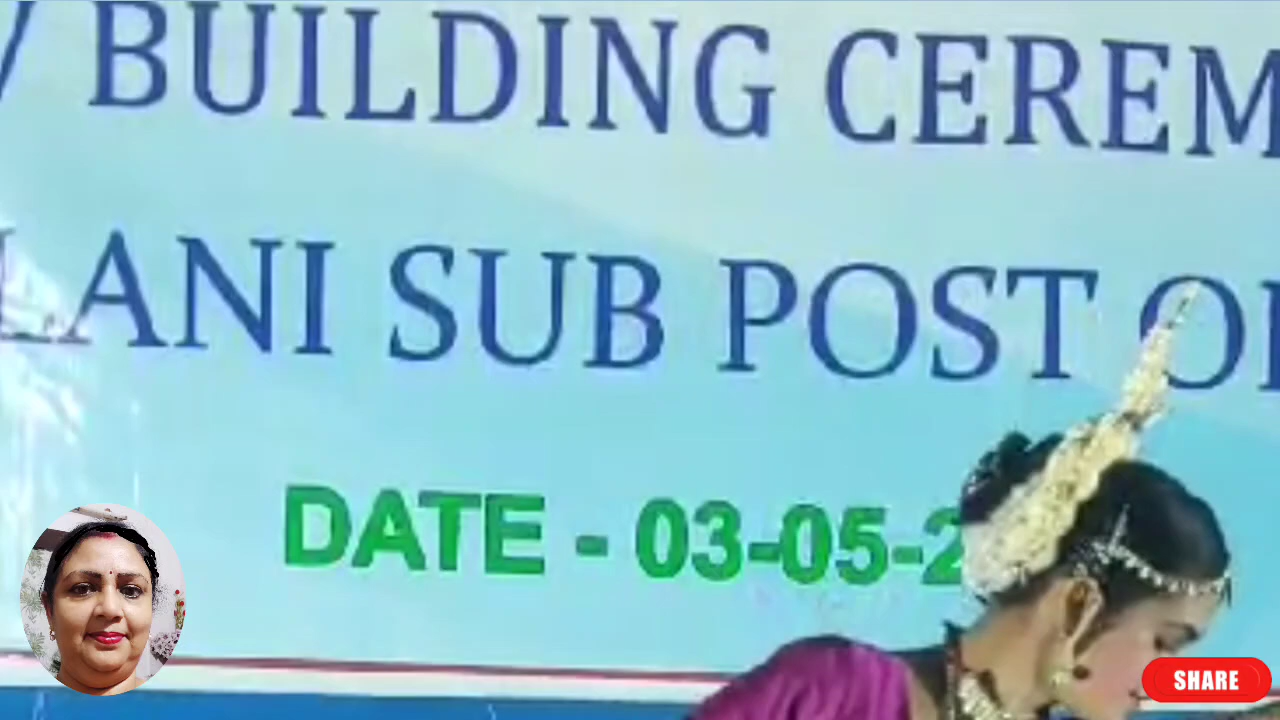 BUILDING CEREM
LANI SUB POST O
DATE - 03-05-2
SHARE